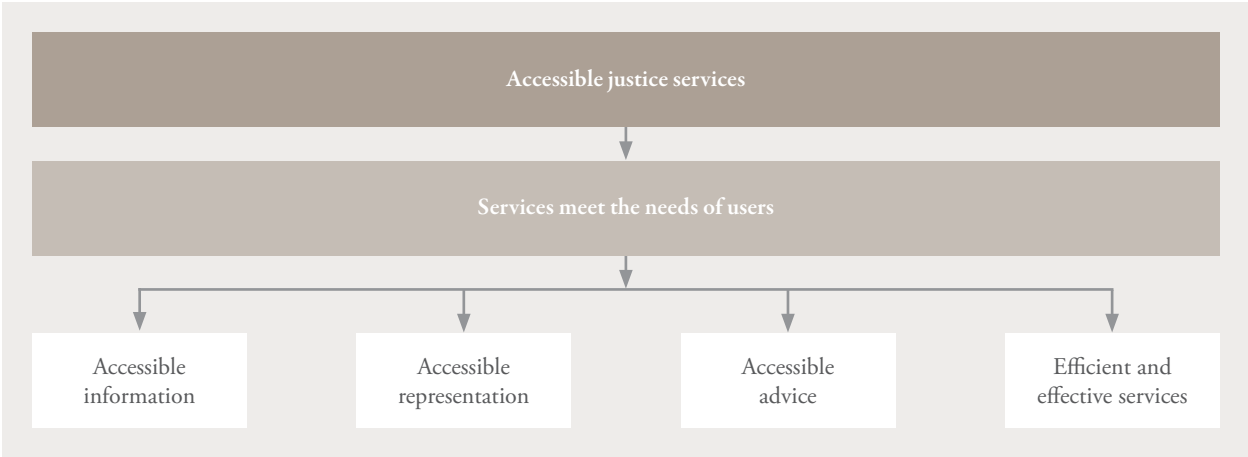 Accessible justice services
Services meet the needs of users
Accessible
information
Accessible
representation
Accessible
advice
Efficient and
effective services